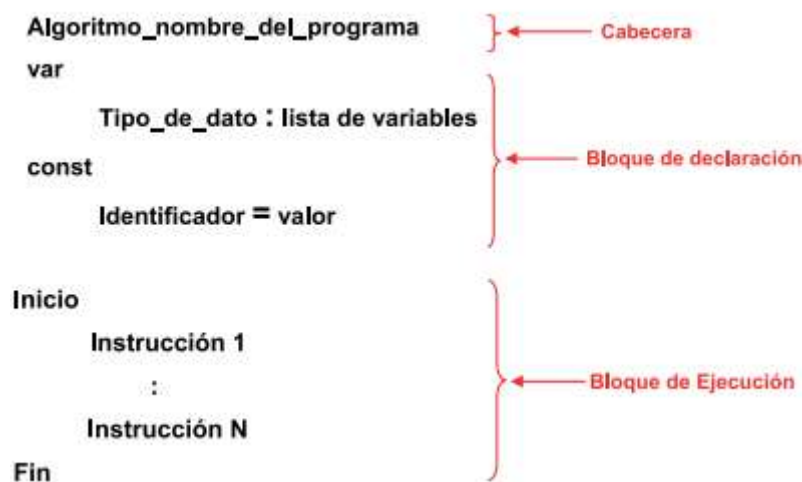 Algoritmo_nombre_del_programa Cabecera
var
Tipo_de_dato : lista de variables
Bloque de declaración
const
Identificador = valor
Inicio
Instrucción 1
:
Bloque de Ejecución
Instrucción N
Fin